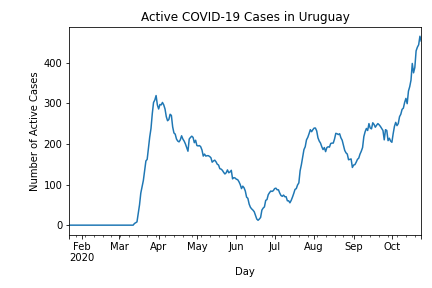 Active COVID-19 Cases in Uruguay
Number of Active Cases
400
300
200
100
0
Feb Mar Apr May Jun Jul Aug Sep Oct
2020
Day